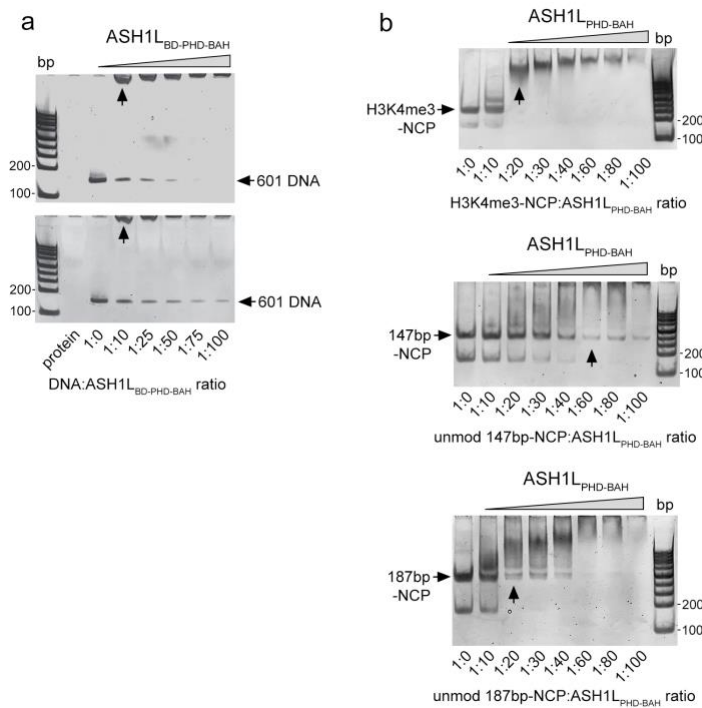 a
ASH1LBD-PHD-BAH
bp
200
100
601 DNA
200
100
601 DNA
protein 1:0 1:10 1:25 1:50 1:75 1:100
DNA:ASH1LBD-PHD-BAH ratio
b
ASH1LPHD-BAH
bp
H3K4me3
-NCP
200
100
1:0 1:10 1:20 1:30 1:40 1:60 1:80 1:100
H3K4me3-NCP:ASH1LPHD-BAH ratio
ASH1LPHD-BAH
bp
147bp
-NCP
200
100
1:0 1:10 1:20 1:30 1:40 1:60 1:80 1:100
unmod 147bp-NCP:ASH1LPHD-BAH ratio
ASH1LPHD-BAH
bp
187bp
-NCP
200
100
1:0 1:10 1:20 1:30 1:40 1:60 1:80 1:100
unmod 187bp-NCP:ASH1LPHD-BAH ratio